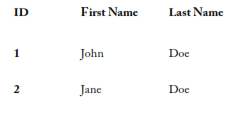 ID First Name Last Name
1 John Doe
2 Jane Doe